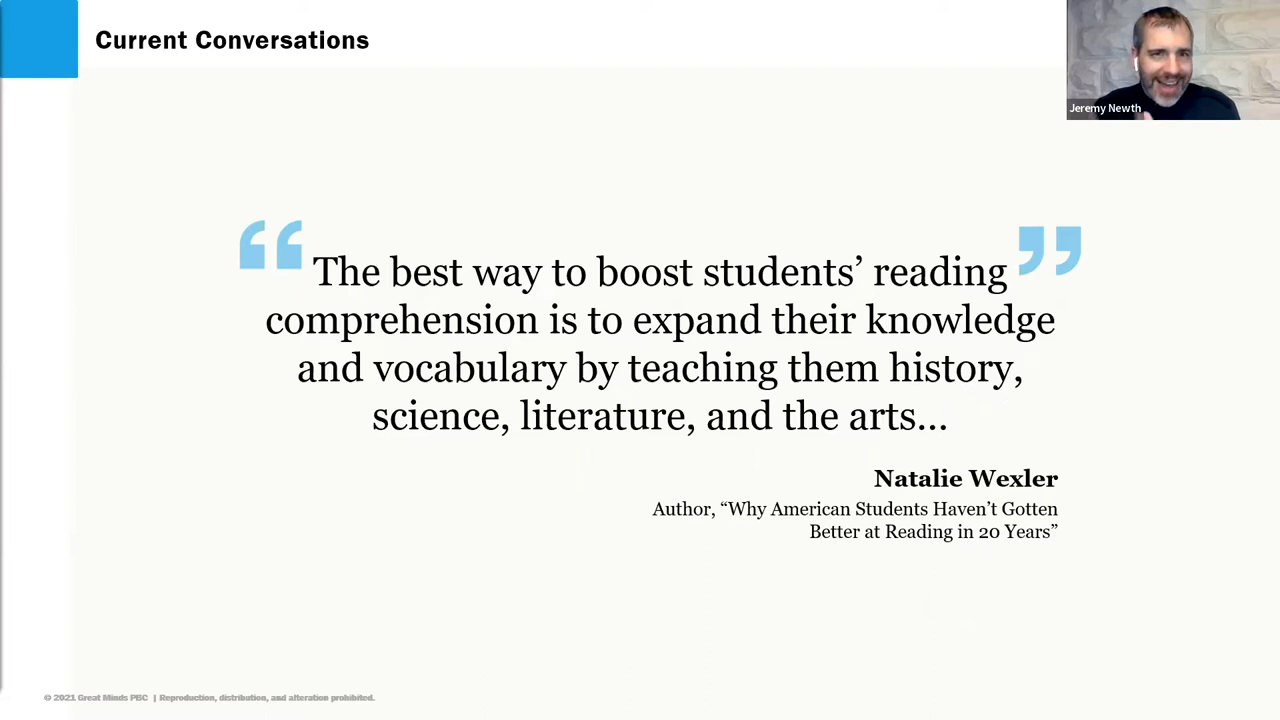 Current Conversations
Jeremy Newth
“The best way to boost students’ reading”
comprehension is to expand their knowledge
and vocabulary by teaching them history,
science, literature, and the arts...
Natalie Wexler
Author, “Why American Students Haven’t Gotten
Better at Reading in 20 Years”
© 2021 Great Minds PBC | Reproduction, distribution, and alteration prohibited.